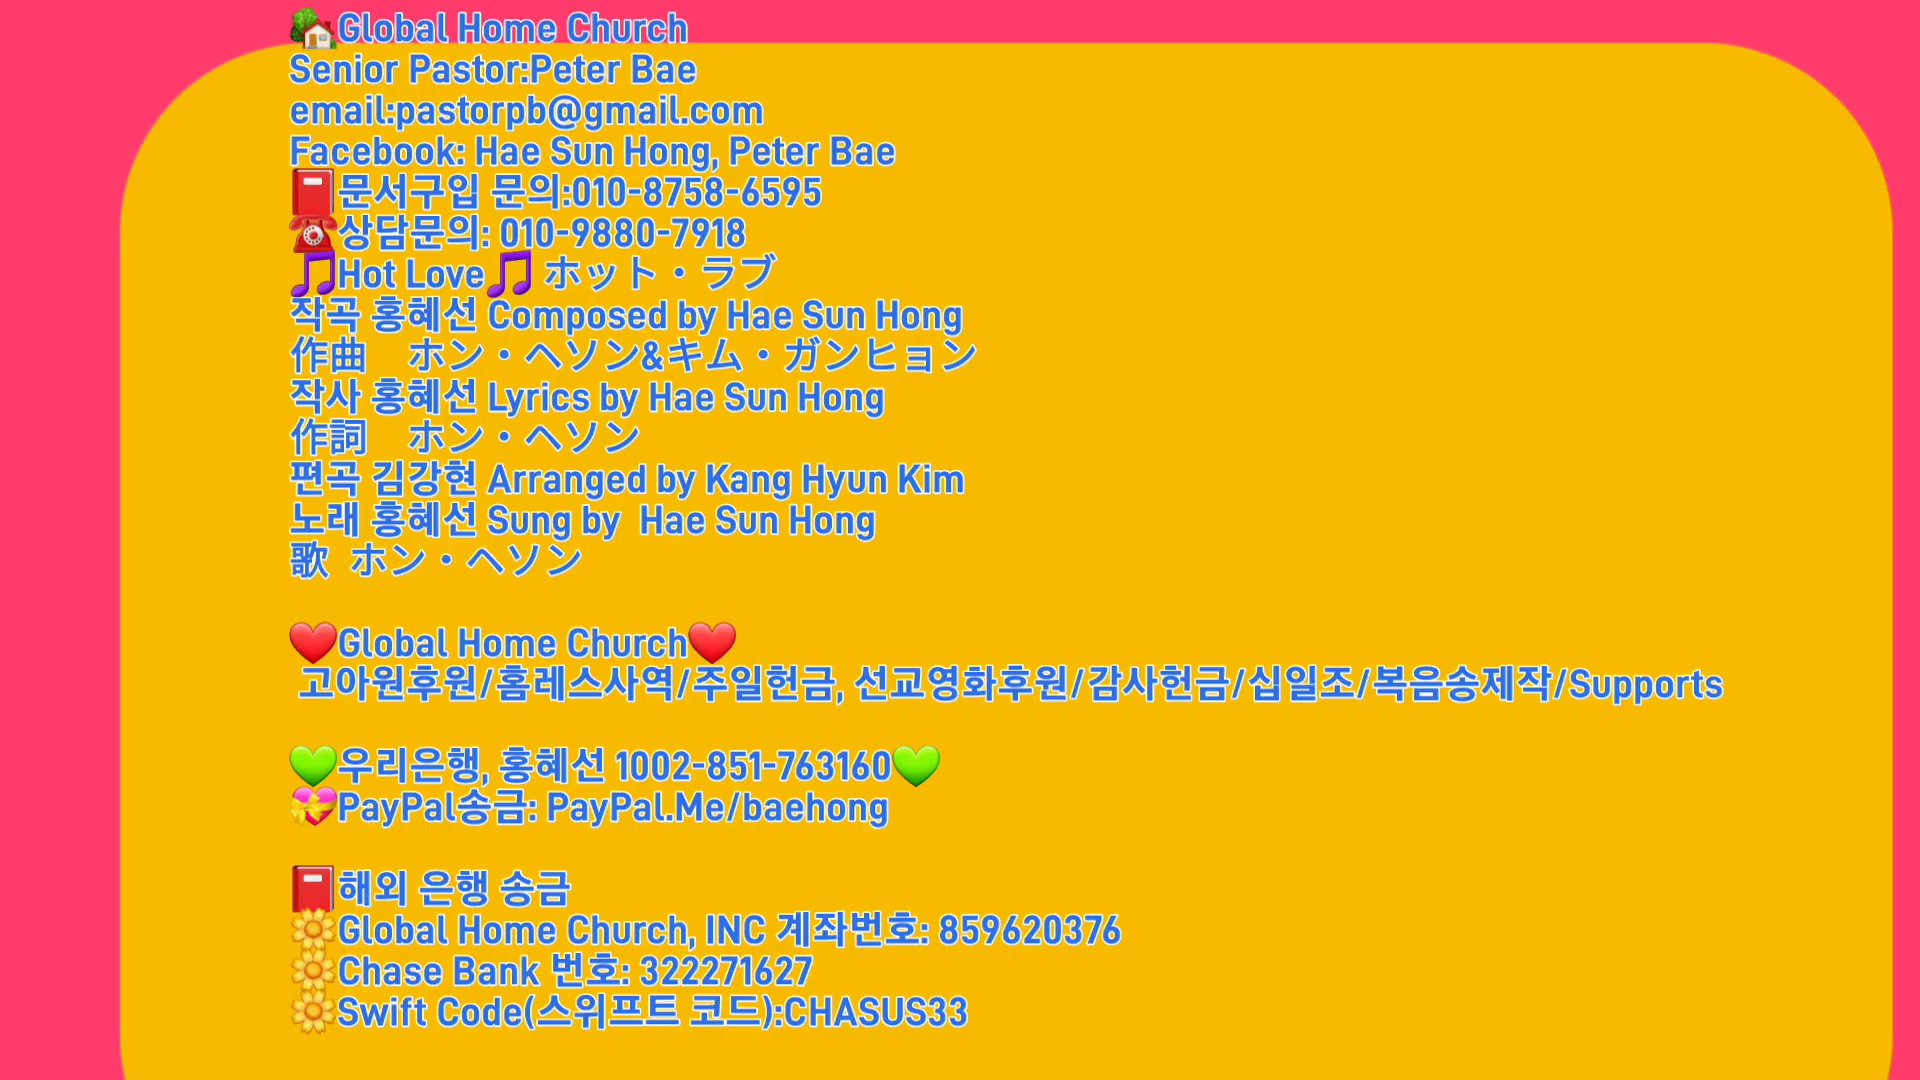 🏡Global Home Church
Senior Pastor:Peter Bae
email:pastorpb@gmail.com
Facebook: Hae Sun Hong, Peter Bae
📕문서구입 문의:010-8758-6595
☎️상담문의: 010-9880-7918
🎵Hot Love🎵 ホット・ラブ
작곡 홍혜선 Composed by Hae Sun Hong
作曲　ホン・ヘソン&キム・ガンヒョン
작사 홍혜선 Lyrics by Hae Sun Hong
作詞　ホン・ヘソン
편곡 김강현 Arranged by Kang Hyun Kim
노래 홍혜선 Sung by  Hae Sun Hong
歌  ホン・ヘソン
❤️Global Home Church❤️
고아원후원/홈레스사역/주일헌금, 선교영화후원/감사헌금/십일조/복음송제작/Supports
💚우리은행, 홍혜선 1002-851-763160💚
💝PayPal송금: PayPal.Me/baehong
📕해외 은행 송금
🌼Global Home Church, INC 계좌번호: 859620376
🌼Chase Bank 번호: 322271627
🌼Swift Code(스위프트 코드):CHASUS33